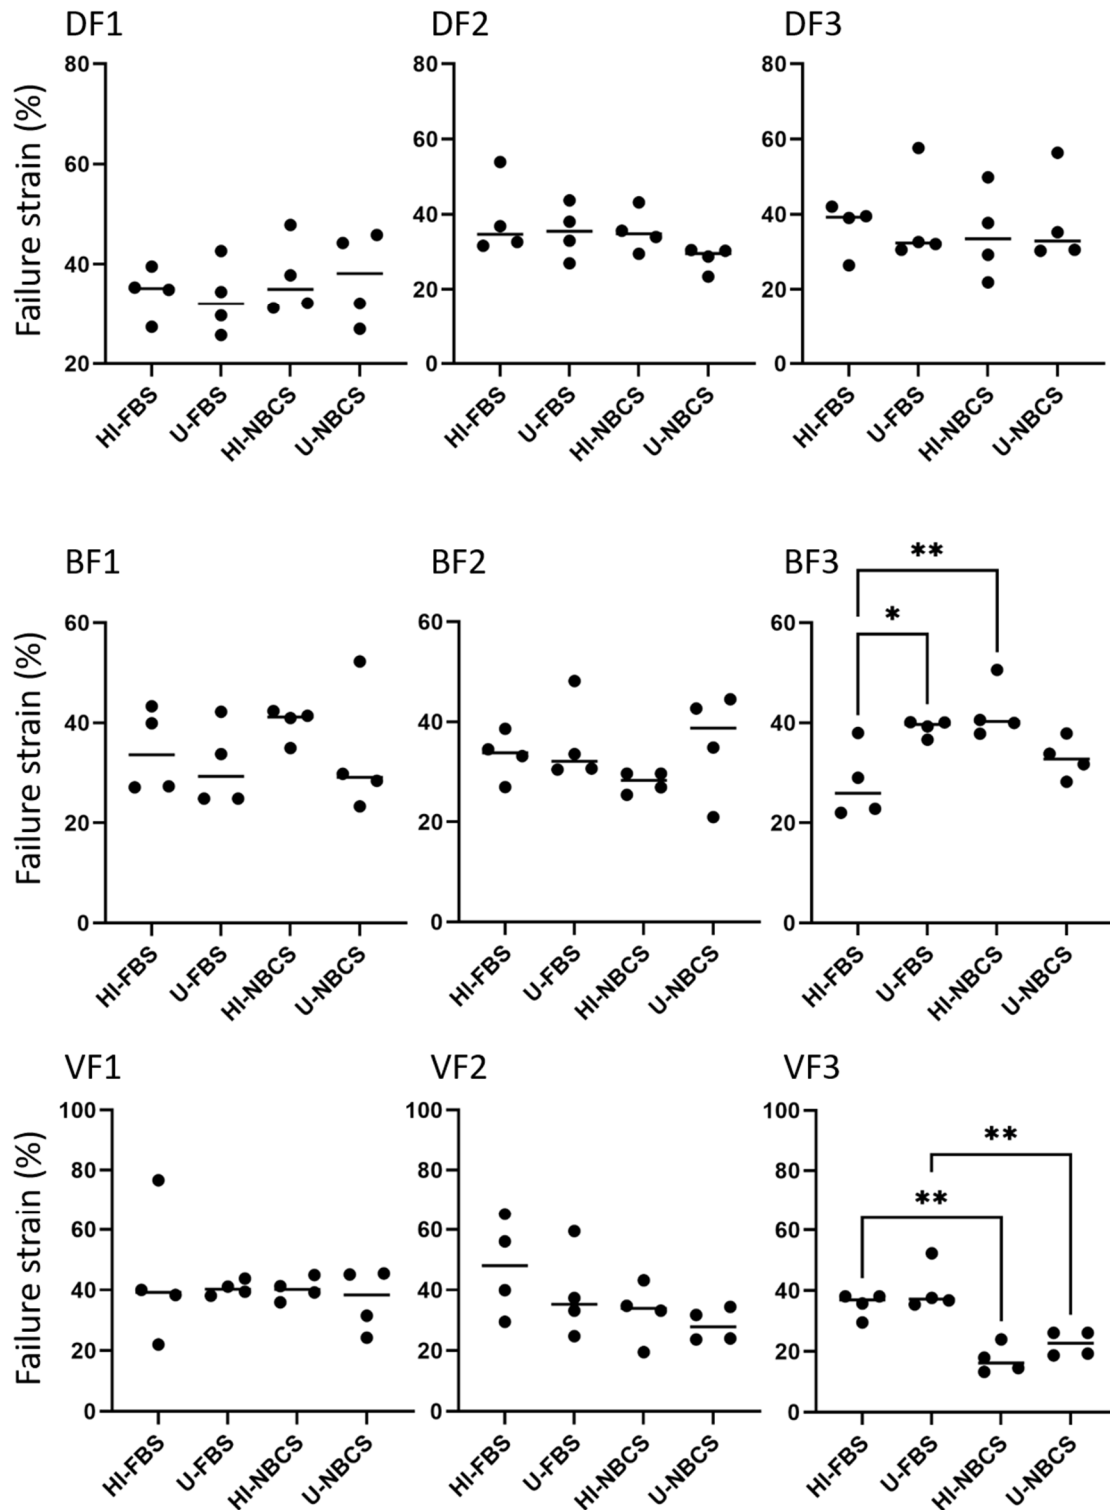 DF1 DF2 DF3
Failure strain (%)
80 80 80
60 60 60
40 40 40
20 20
20 0 0
HI-FBS U-FBS HI-NBCS U-NBCS HI-FBS U-FBS HI-NBCS U-NBCS HI-FBS U-FBS HI-NBCS U-NBCS
BF1 BF2 BF3
**
*
Failure strain (%)
60 60 60
40 40 40
20 20 20
0 0 0
HI-FBS U-FBS HI-NBCS U-NBCS HI-FBS U-FBS HI-NBCS U-NBCS HI-FBS U-FBS HI-NBCS U-NBCS
VF1 VF2 VF3
Failure strain (%)
100 100 100
**
80 80 80
**
60 60 60
40 40 40
20 20 20
0 0 0
HI-FBS U-FBS HI-NBCS U-NBCS HI-FBS U-FBS HI-NBCS U-NBCS HI-FBS U-FBS HI-NBCS U-NBCS